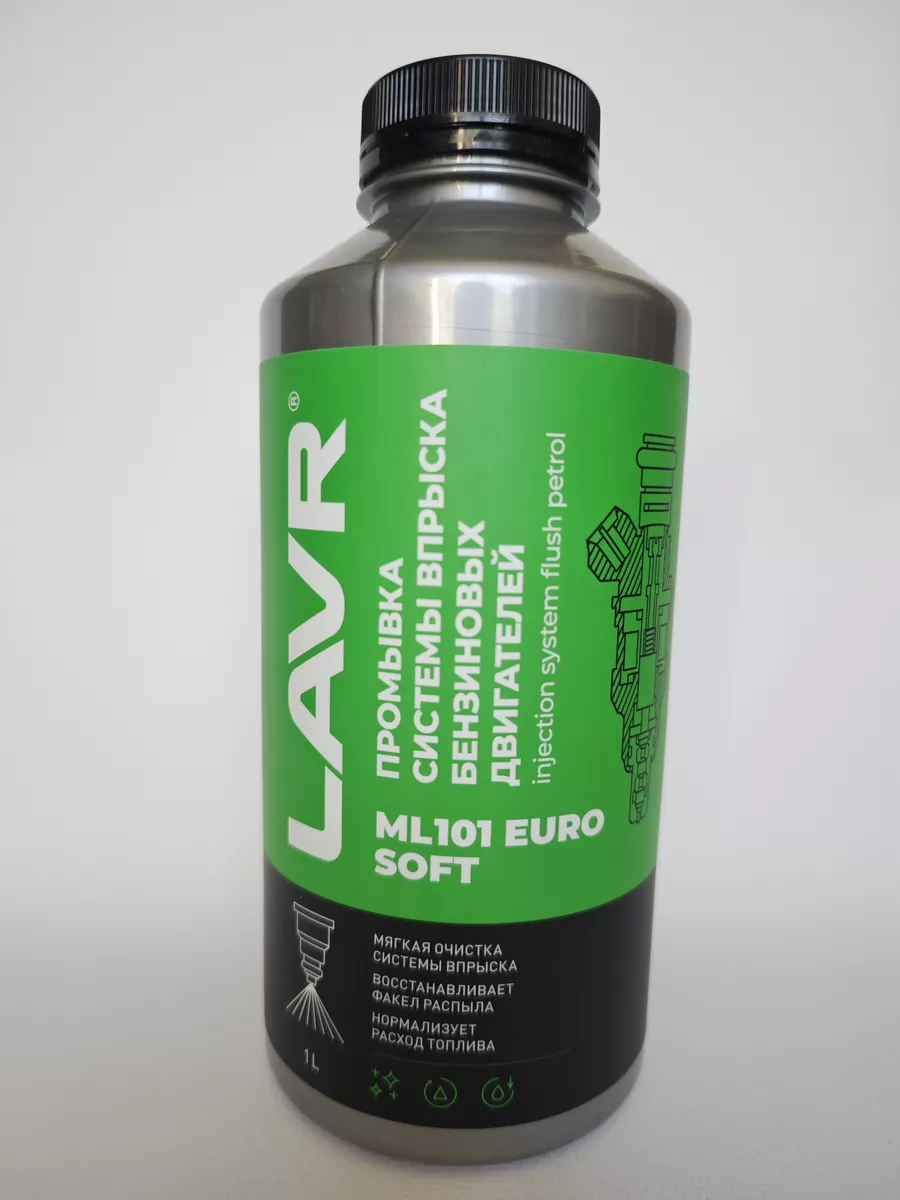 LAVR®
ПРОМЫВКА
СИСТЕМЫ ВПРЫСКА
БЕНЗИНОВЫХ
ДВИГАТЕЛЕЙ
injection system flush petrol
ML101 EURO
SOFT
МЯГКАЯ ОЧИСТКА
СИСТЕМЫ ВПРЫСКА
ВОССТАНАВЛИВАЕТ
ФАКЕЛ РАСПЫЛА
НОРМАЛИЗУЕТ
РАСХОД ТОПЛИВА
1L